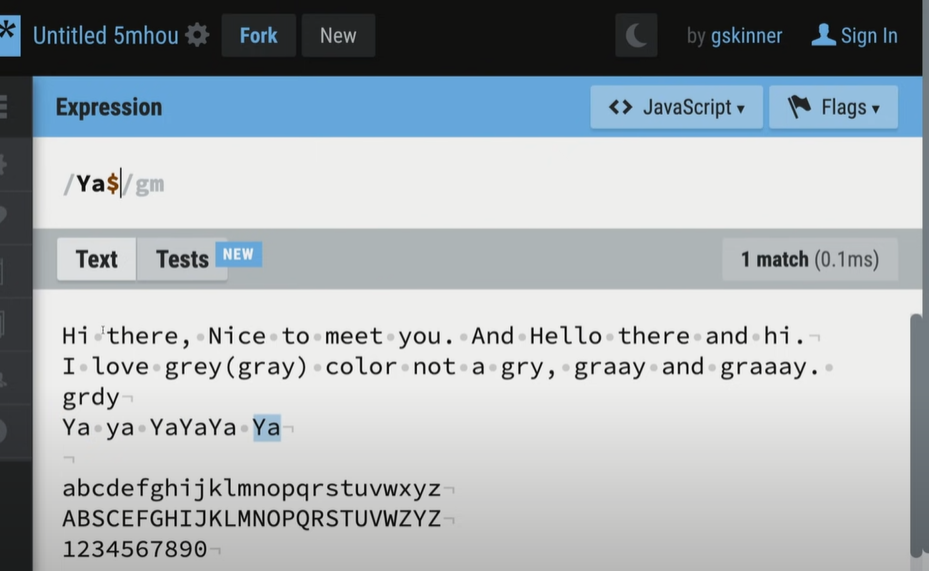 Untitled 5mhou Fork New by gskinner Sign In
Expression <> JavaScript Flags
/Ya$/gm
Text Tests NEW 1 match (0.1ms)
Hi there, Nice to meet you. And Hello there and hi.
I love grey(gray) color not a gry, graay and graaay.
grdy
Ya ya YaYaYa Ya
abcdefghijklmnopqrstuvwxyz
ABSCEFGHIJKLMNOPQRSTUVWZYZ
1234567890